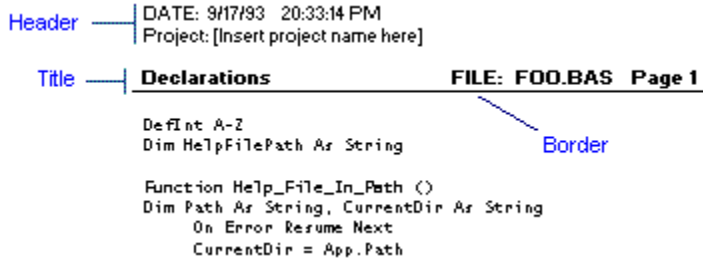 Header
DATE: 9/17/93 20:33:14 PM
Project: [Insert project name here]
Title
Declarations FILE: FOO.BAS Page 1
Border
DefInt A-Z
Dim HelpFilePath As String
Function Help_File_In_Path ()
Dim Path As String, CurrentDir As String
On Error Resume Next
CurrentDir = App.Path